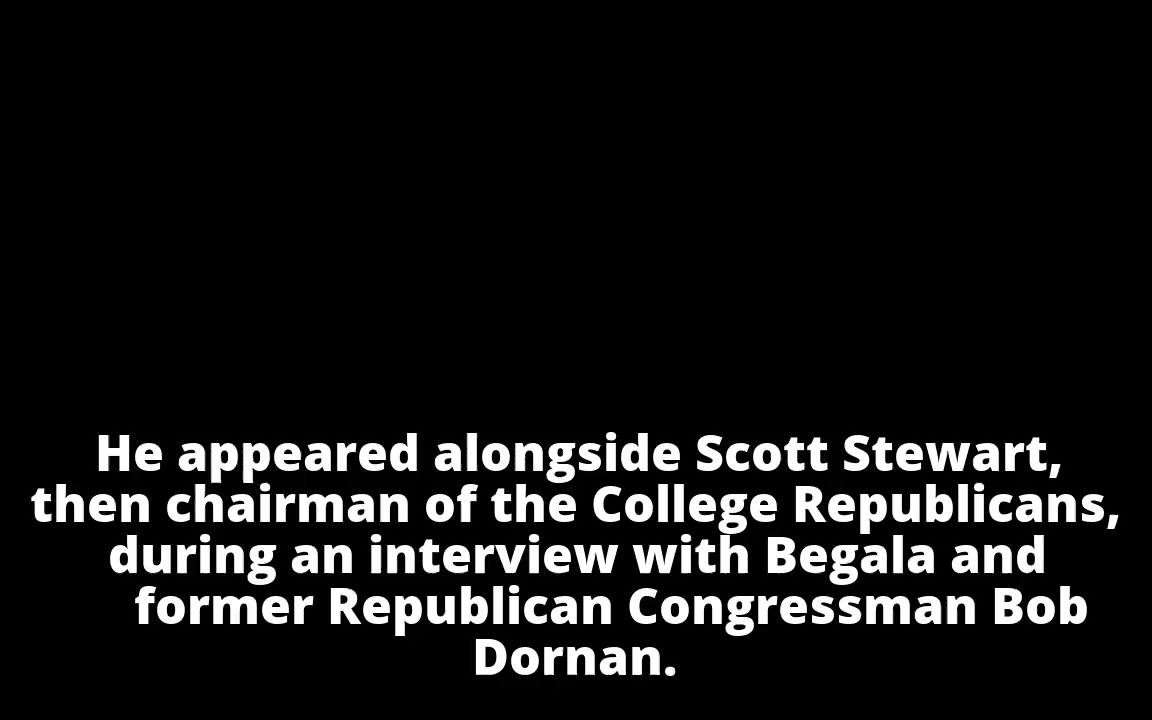 He appeared alongside Scott Stewart,
then chairman of the College Republicans,
during an interview with Begala and
former Republican Congressman Bob
Dornan.